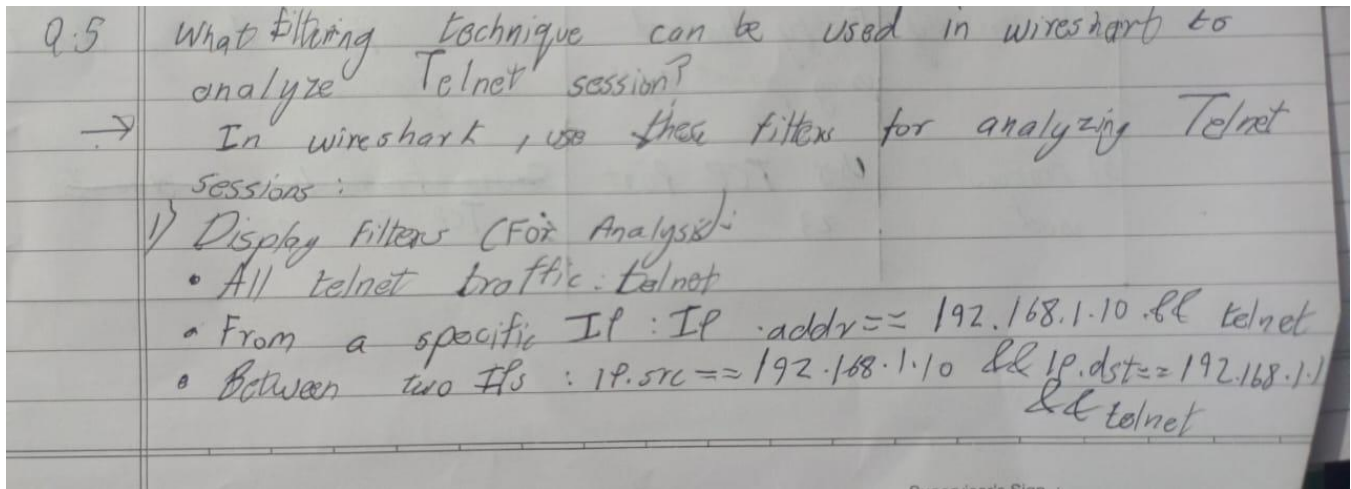 Q.5 What filtering technique can be used in wireshark to
analyze Telnet session?
→ In wireshark, use these filters for analyzing Telnet
sessions :
1) Display Filters (For Analysis):
• All telnet traffic : telnet
• From a specific IP : IP .addr== 192.168.1.10 && telnet
• Between two IPs : IP.src==192.168.1.10 && IP.dst==192.168.1.1
&& telnet